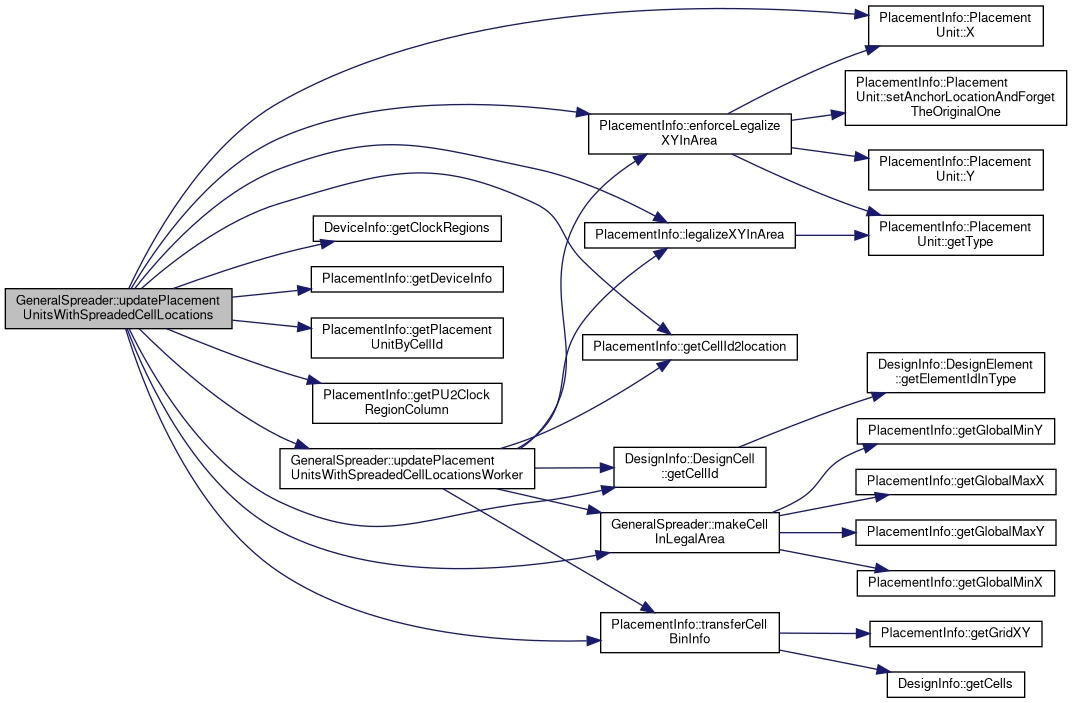 GeneralSpreader::updatePlacement
UnitsWithSpreadedCellLocations
DeviceInfo::getClockRegions
PlacementInfo::getDeviceInfo
PlacementInfo::getPlacement
UnitByCellId
PlacementInfo::getPU2Clock
RegionColumn
GeneralSpreader::updatePlacement
UnitsWithSpreadedCellLocationsWorker
PlacementInfo::enforceLegalize
XYInArea
PlacementInfo::legalizeXYInArea
PlacementInfo::getCellId2location
DesignInfo::DesignCell
::getCellId
GeneralSpreader::makeCell
InLegalArea
PlacementInfo::transferCell
BinInfo
PlacementInfo::Placement
Unit::X
PlacementInfo::Placement
Unit::setAnchorLocationAndForget
TheOriginalOne
PlacementInfo::Placement
Unit::Y
PlacementInfo::Placement
Unit::getType
DesignInfo::DesignElement
::getElementIdInType
PlacementInfo::getGlobalMinY
PlacementInfo::getGlobalMaxX
PlacementInfo::getGlobalMaxY
PlacementInfo::getGlobalMinX
PlacementInfo::getGridXY
DesignInfo::getCells